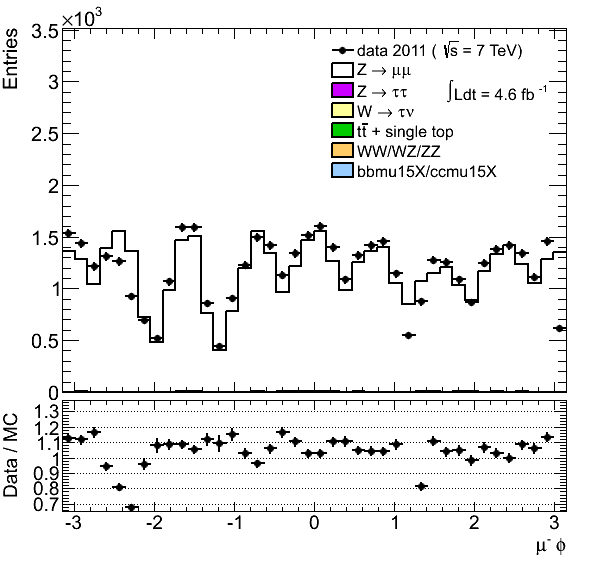 ×10³
Entries
3.5
3
2.5
2
1.5
1
0.5
0
data 2011 ( √s = 7 TeV)
Z → μμ
Z → ττ
∫Ldt = 4.6 fb⁻¹
W → τν
tt̄ + single top
WW/WZ/ZZ
bbmu15X/ccmu15X
Data / MC
1.3
1.2
1.1
1.0
0.9
0.8
0.7
-3 -2 -1 0 1 2 3
μ⁻ ϕ